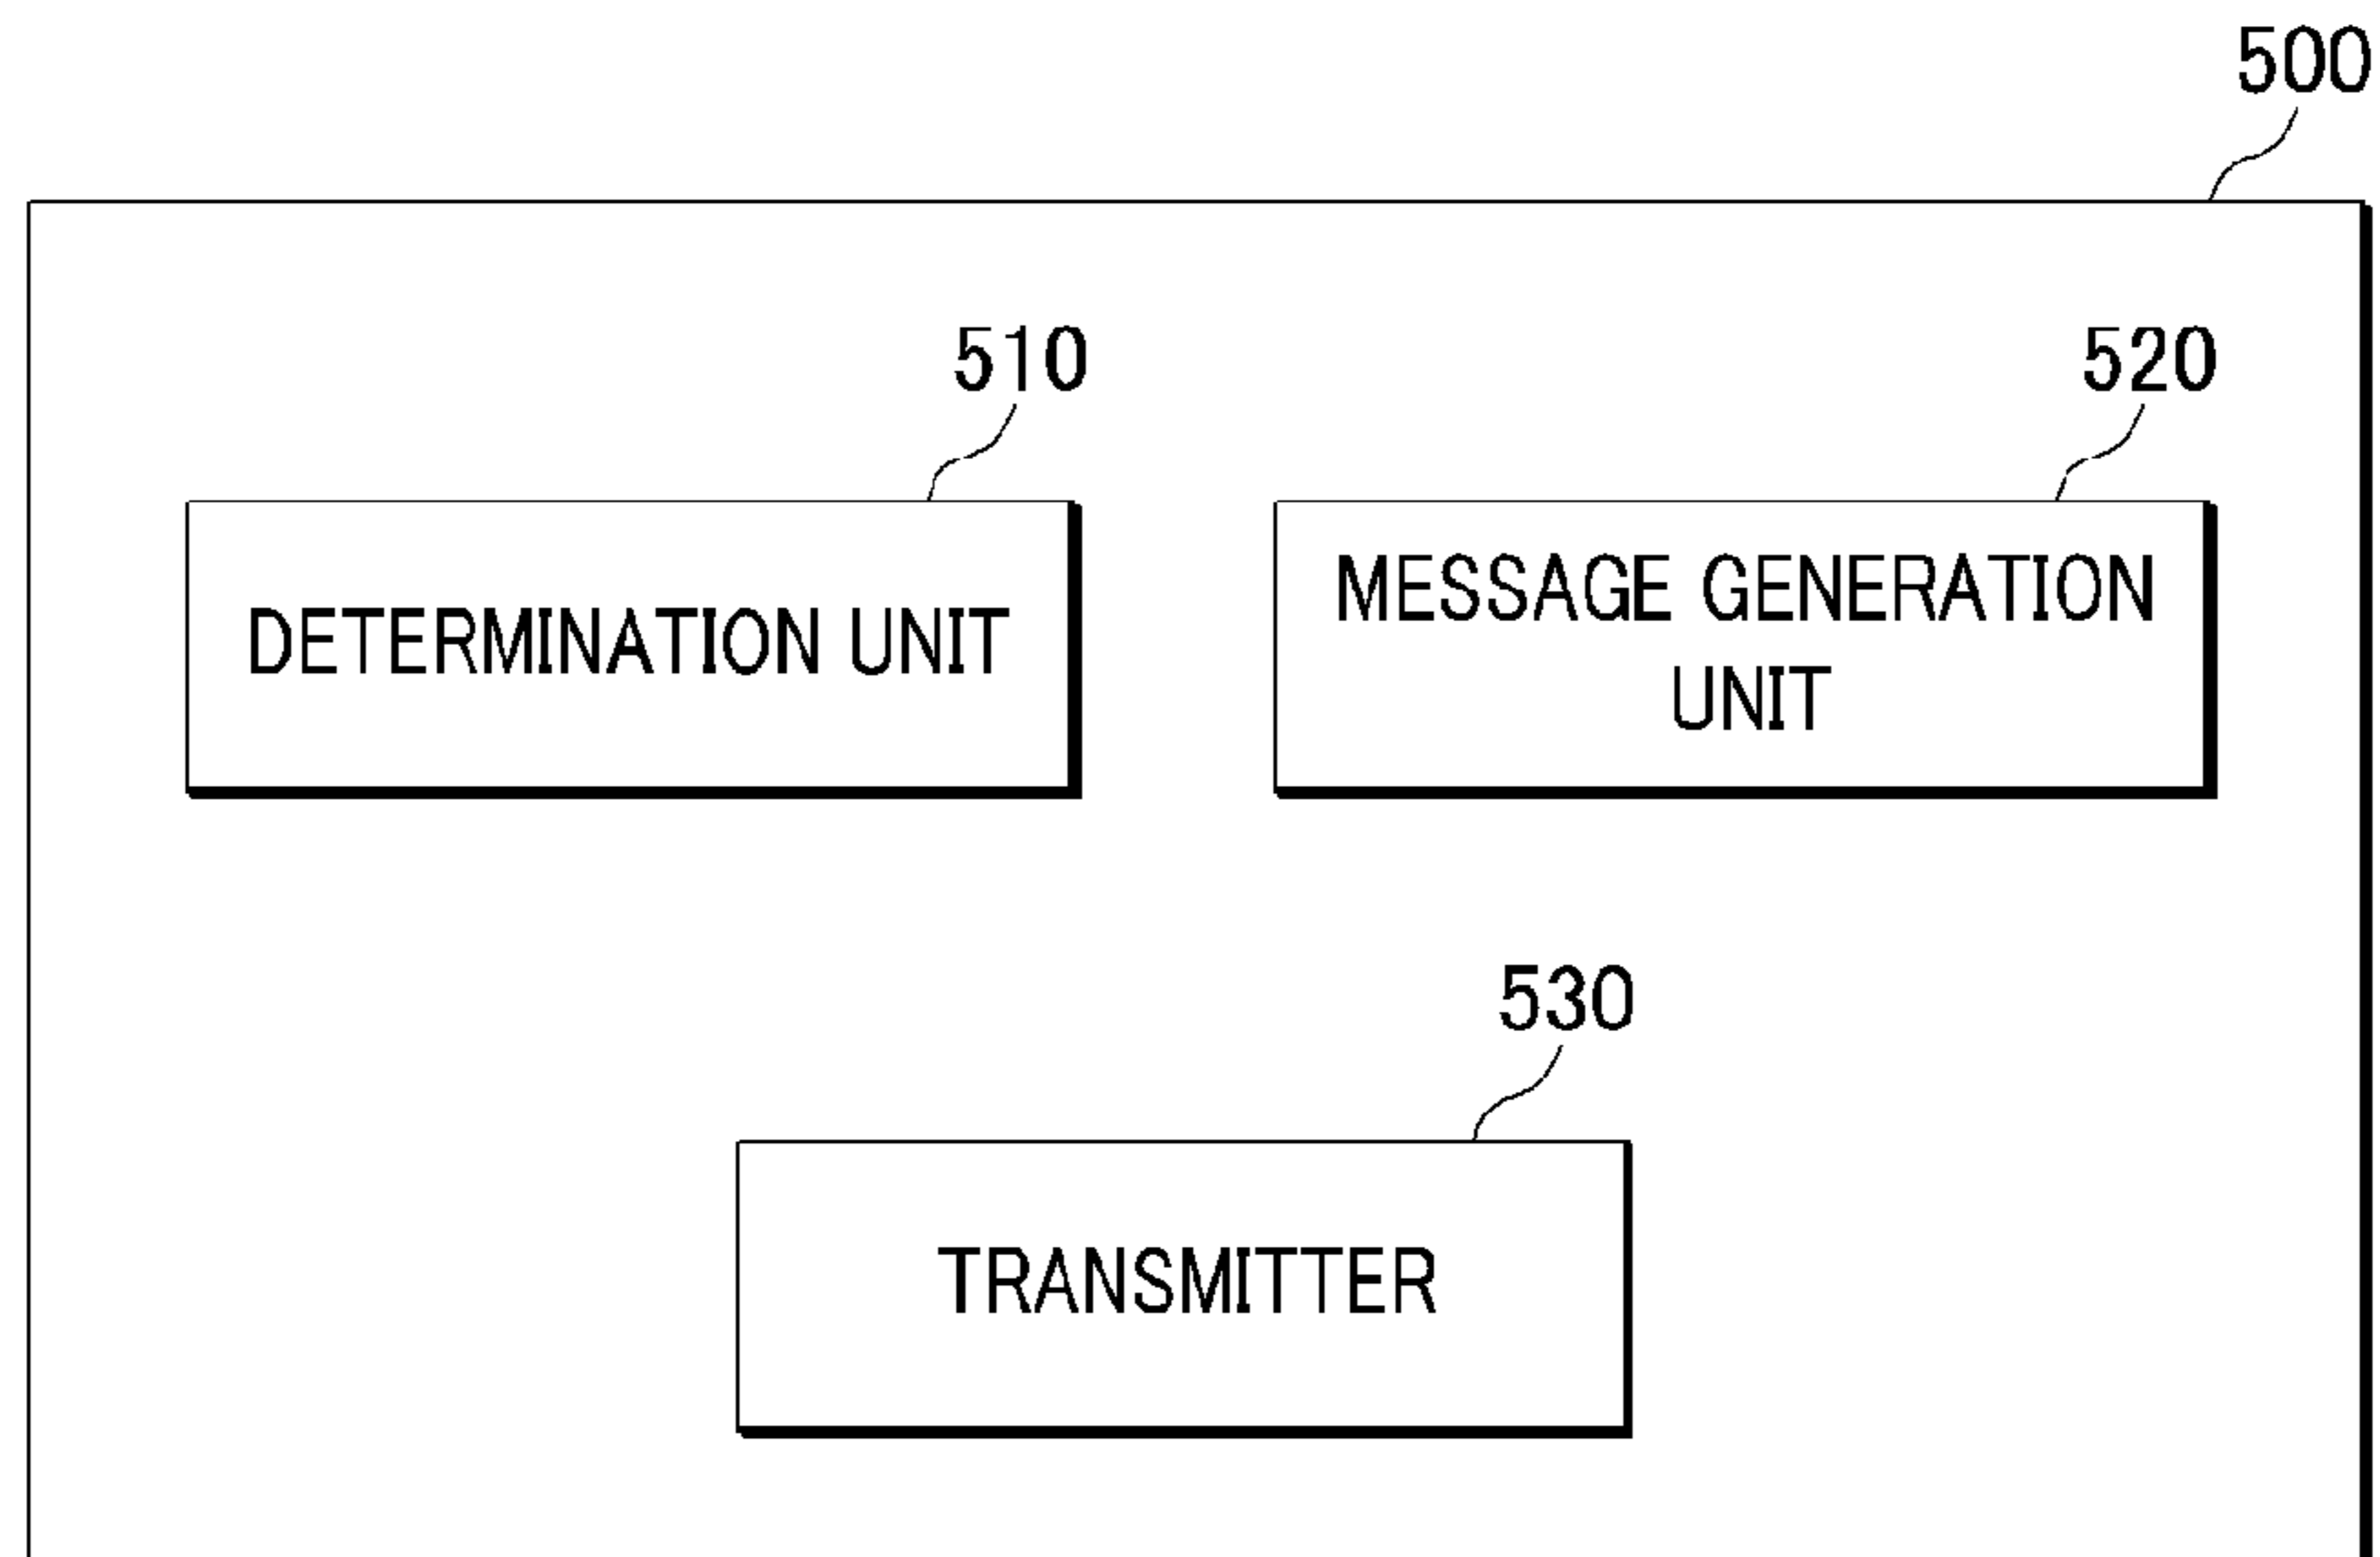 500
510
520
DETERMINATION UNIT
MESSAGE GENERATION
UNIT
530
TRANSMITTER